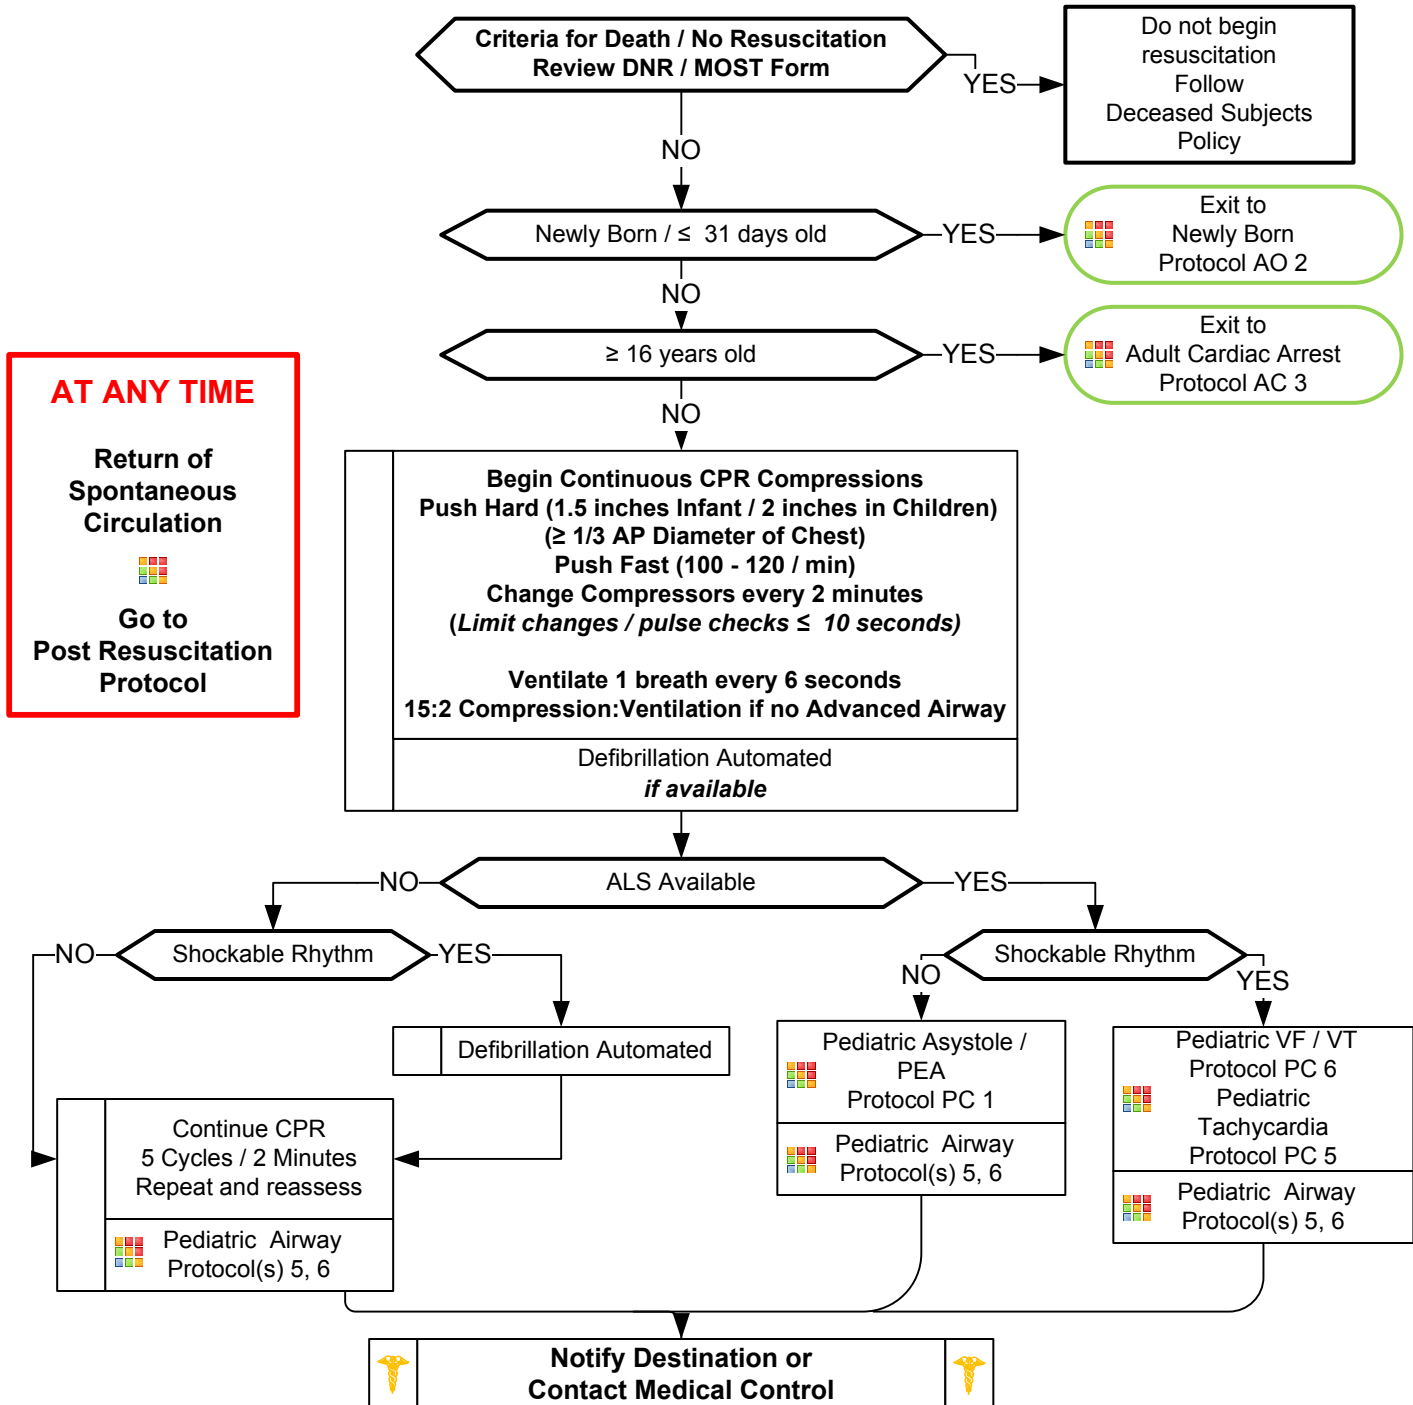 Criteria for Death / No Resuscitation
Review DNR / MOST Form
YES
Do not begin
resuscitation
Follow
Deceased Subjects
Policy
NO
Newly Born / ≤  31 days old
YES
Exit to
Newly Born
Protocol AO 2
NO
≥ 16 years old
YES
Exit to
Adult Cardiac Arrest
Protocol AC 3
NO
AT ANY TIME
Return of
Spontaneous
Circulation
Go to
Post Resuscitation
Protocol
Begin Continuous CPR Compressions
Push Hard (1.5 inches Infant / 2 inches in Children)
(≥ 1/3 AP Diameter of Chest)
Push Fast (100 - 120 / min)
Change Compressors every 2 minutes
(Limit changes / pulse checks ≤  10 seconds)
Ventilate 1 breath every 6 seconds
15:2 Compression:Ventilation if no Advanced Airway
Defibrillation Automated
if available
NO
ALS Available
YES
NO
Shockable Rhythm
YES
Shockable Rhythm
NO
YES
Defibrillation Automated
Continue CPR
5 Cycles / 2 Minutes
Repeat and reassess
Pediatric  Airway
Protocol(s) 5, 6
Pediatric Asystole /
PEA
Protocol PC 1
Pediatric  Airway
Protocol(s) 5, 6
Pediatric VF / VT
Protocol PC 6
Pediatric
Tachycardia
Protocol PC 5
Pediatric  Airway
Protocol(s) 5, 6
Notify Destination or
Contact Medical Control